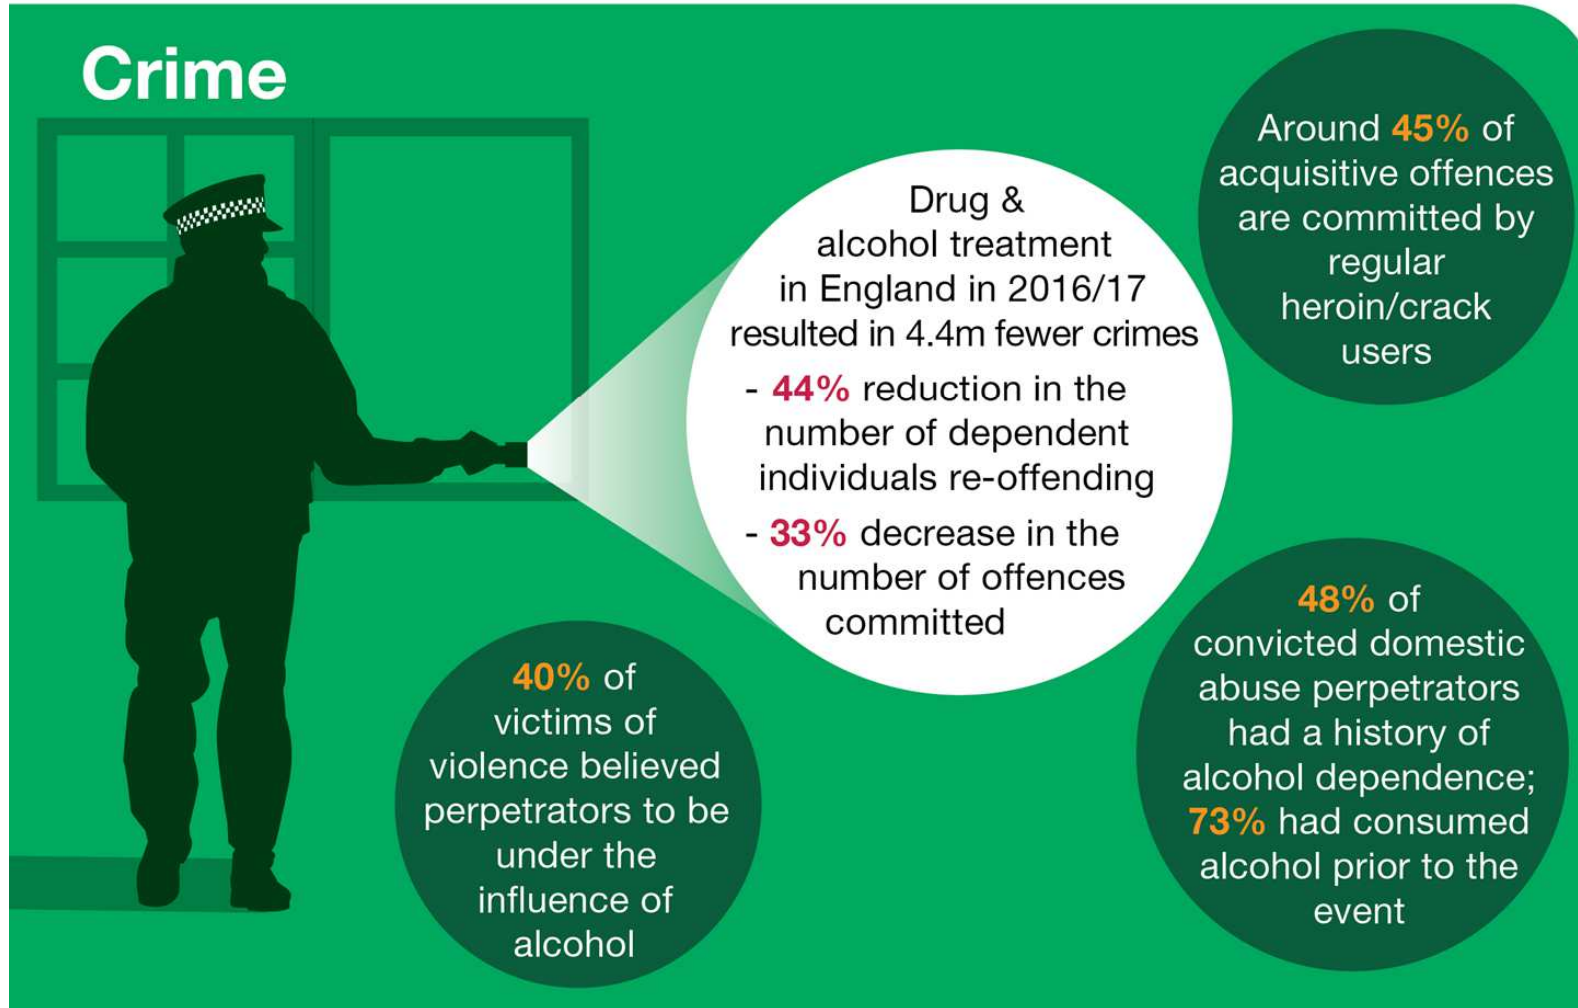 Crime
Drug &
alcohol treatment
in England in 2016/17
resulted in 4.4m fewer crimes
- 44% reduction in the
number of dependent
individuals re-offending
- 33% decrease in the
number of offences
committed
Around 45% of
acquisitive offences
are committed by
regular
heroin/crack
users
40% of
victims of
violence believed
perpetrators to be
under the
influence of
alcohol
48% of
convicted domestic
abuse perpetrators
had a history of
alcohol dependence;
73% had consumed
alcohol prior to the
event